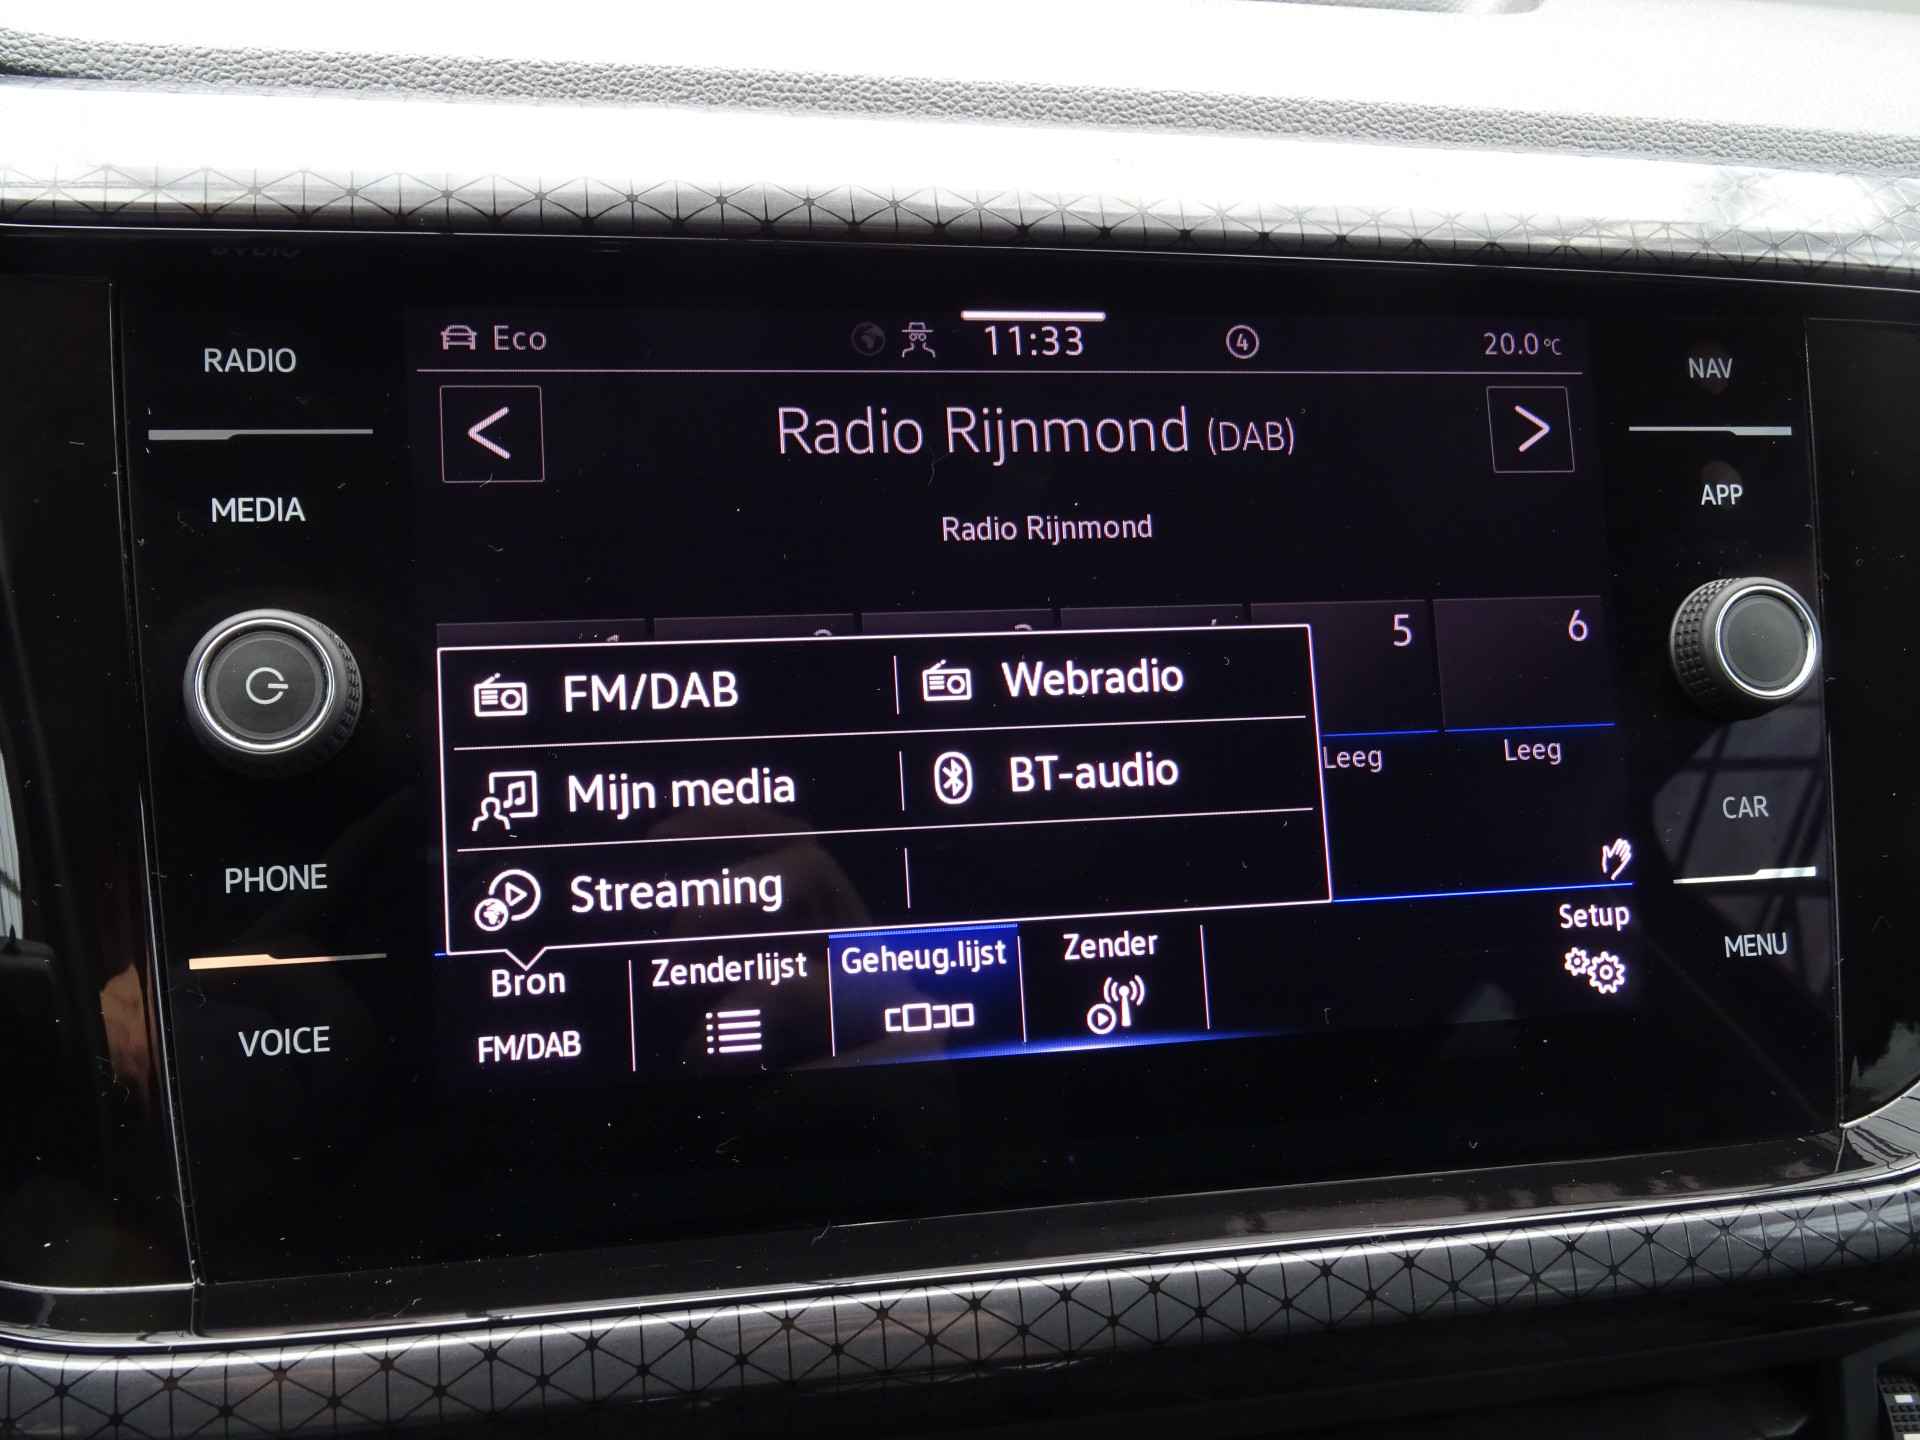 RADIO
MEDIA
PHONE
VOICE
Eco
11:33
4
20.0°C
Radio Rijnmond (DAB)
Radio Rijnmond
5
6
FM/DAB
Webradio
Mijn media
BT-audio
Streaming
Leeg
Leeg
Bron
FM/DAB
Zenderlijst
Geheug.lijst
Zender
Setup
NAV
APP
CAR
MENU